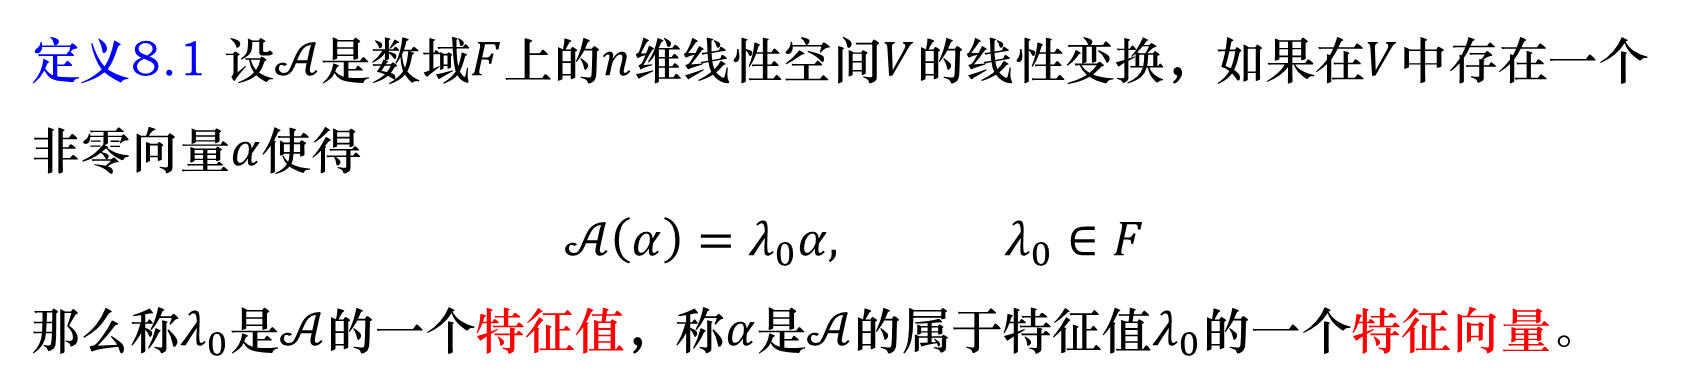 定义8.1 设𝒜是数域F上的n维线性空间V的线性变换，如果在V中存在一个
非零向量α使得
𝒜(α) = λ₀α, λ₀ ∈ F
那么称λ₀是𝒜的一个特征值，称α是𝒜的属于特征值λ₀的一个特征向量。